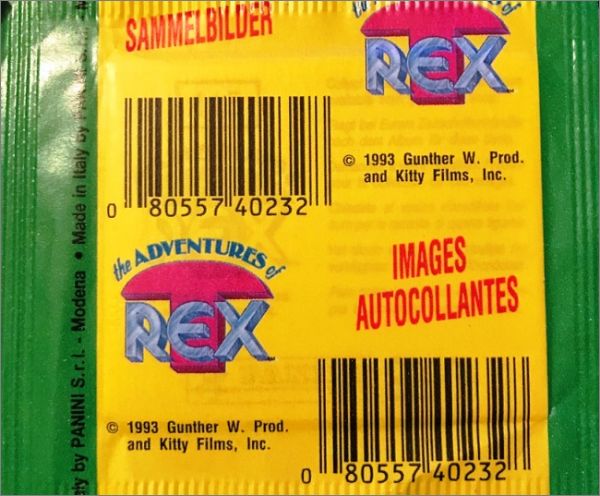 SAMMELBILDER
of
T
REX
© 1993 Gunther W. Prod.
and Kitty Films, Inc.
0 80557 40232
the ADVENTURES of
T
REX
IMAGES
AUTOCOLLANTES
© 1993 Gunther W. Prod.
and Kitty Films, Inc.
0 80557 40232
by PANINI S.r.l. - Modena • Made in Italy by